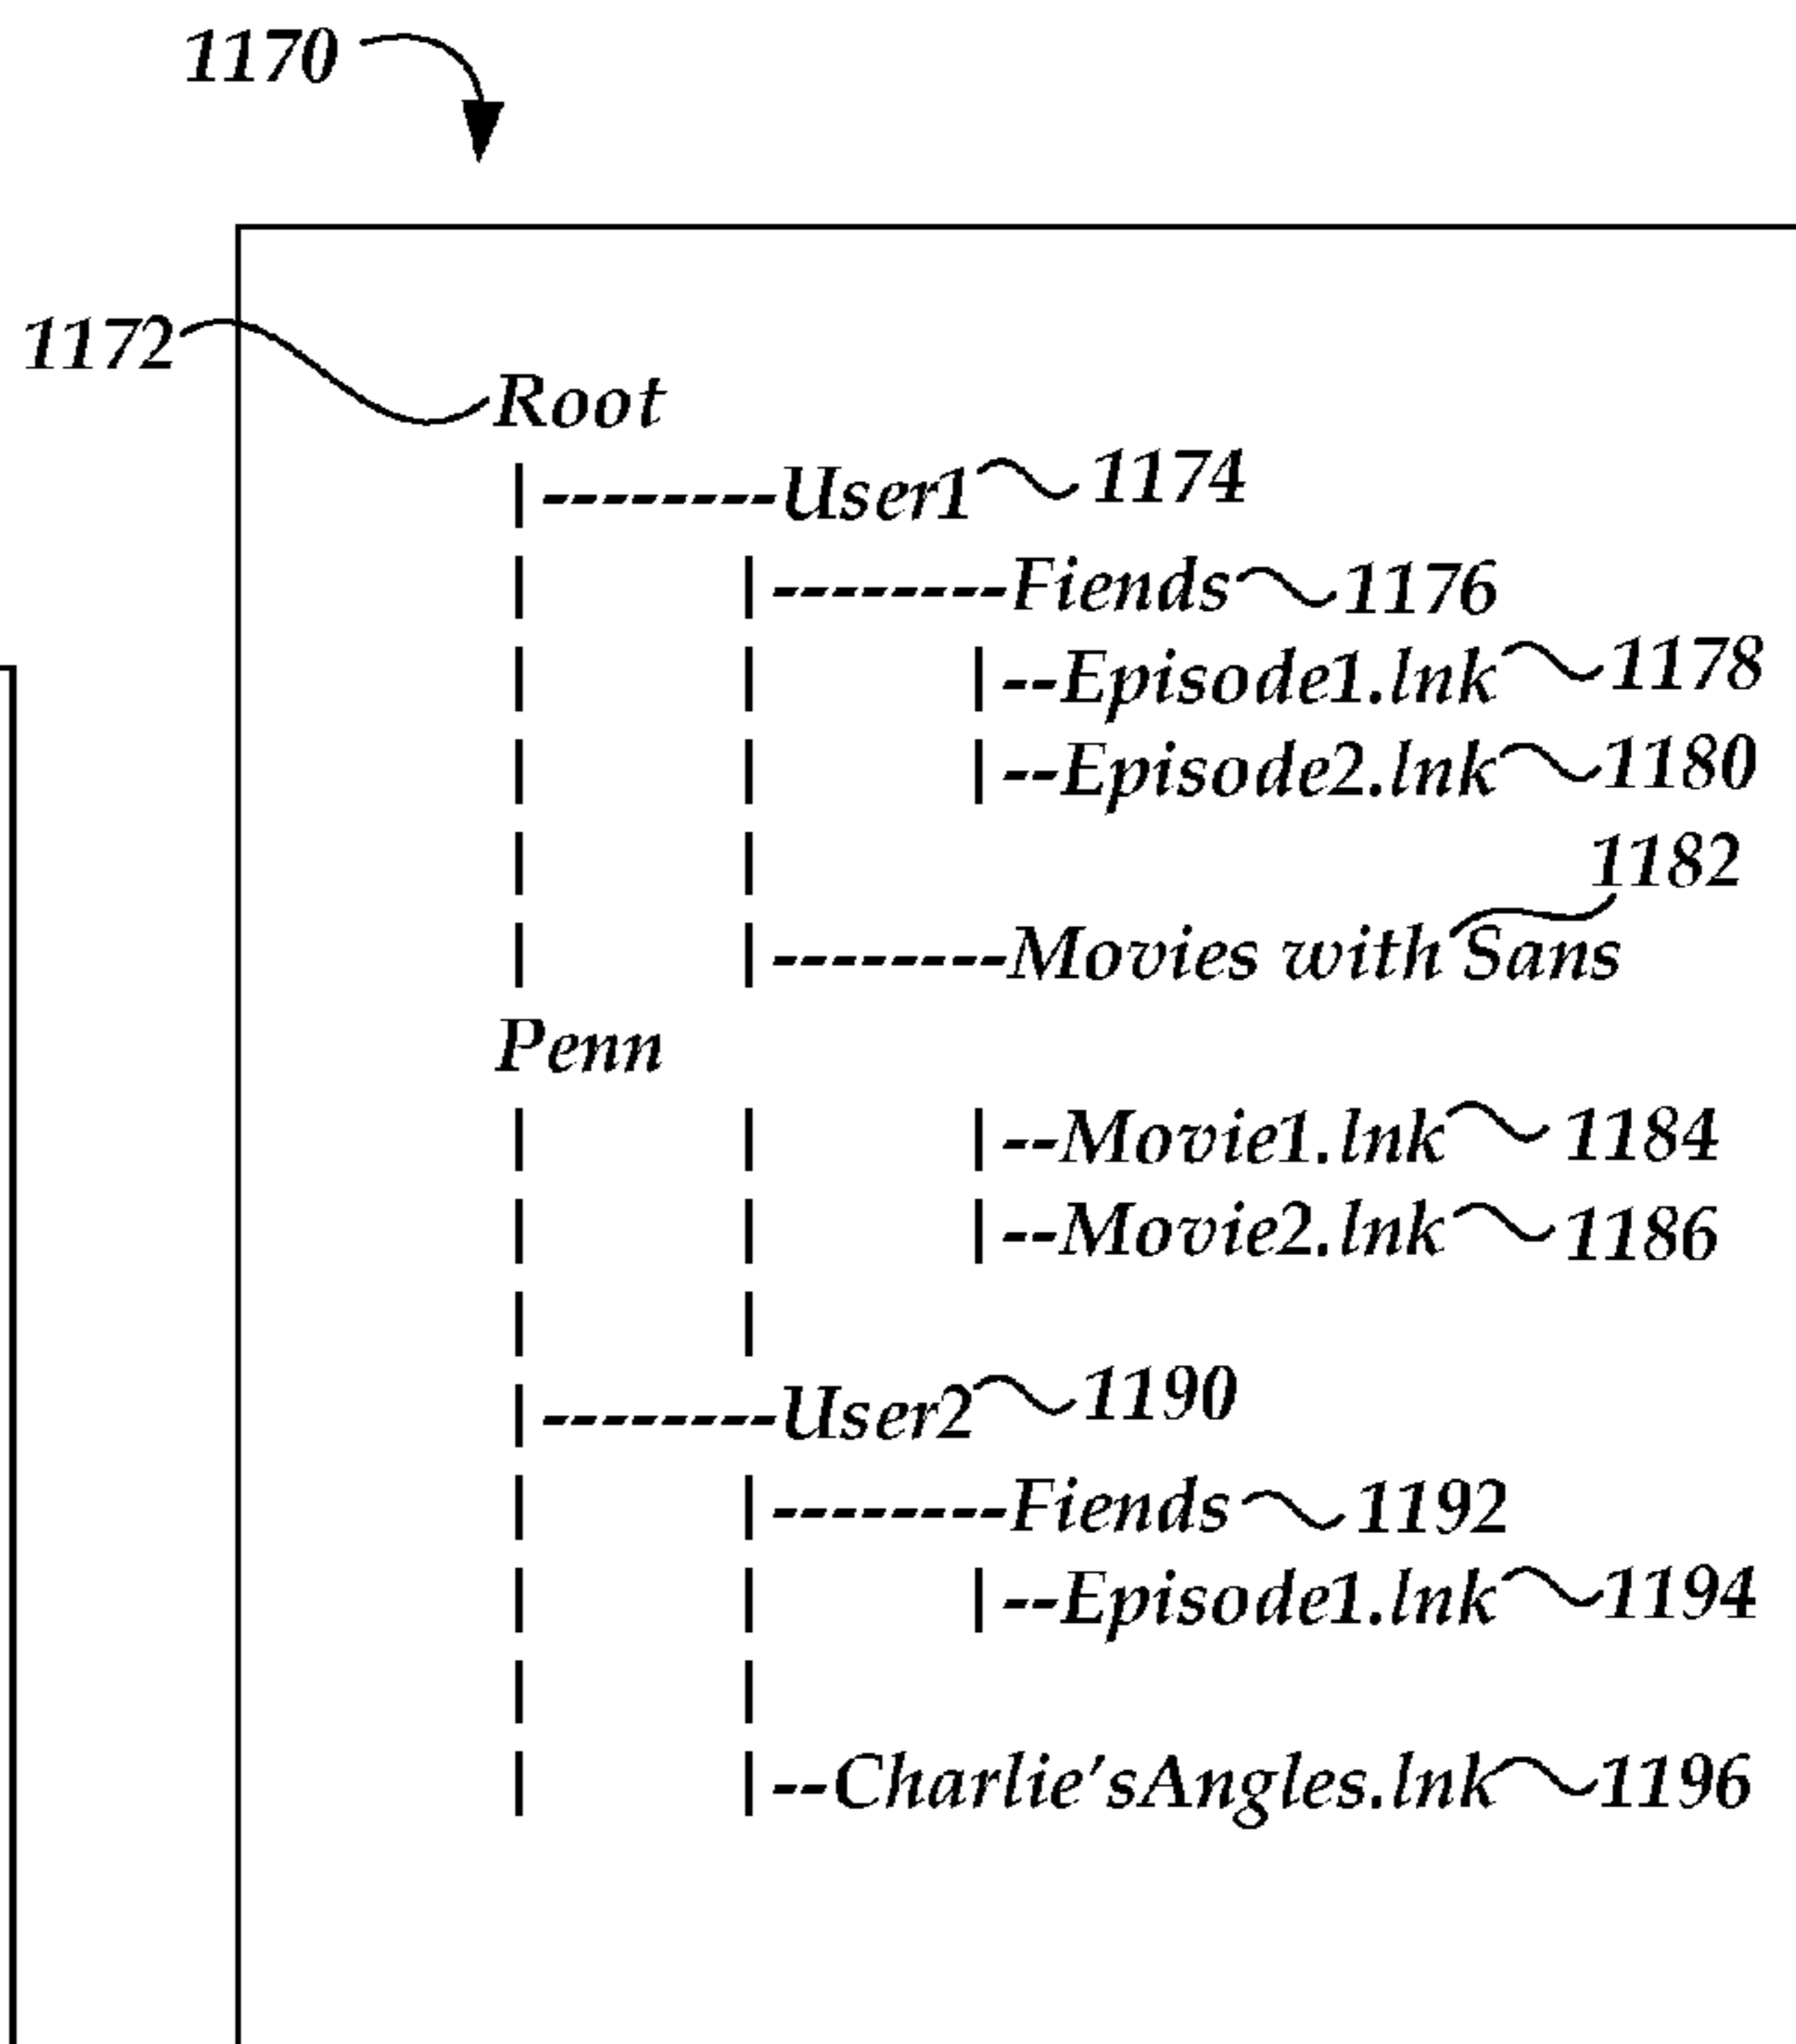 1170
1172
Root
|--------User1 1174
| |--------Fiends 1176
| | |--Episode1.lnk 1178
| | |--Episode2.lnk 1180
| | 1182
| |--------Movies with Sans
Penn
| | |--Movie1.lnk 1184
| | |--Movie2.lnk 1186
| |
|--------User2 1190
| |--------Fiends 1192
| | |--Episode1.lnk 1194
| |
| |--Charlie'sAngles.lnk 1196